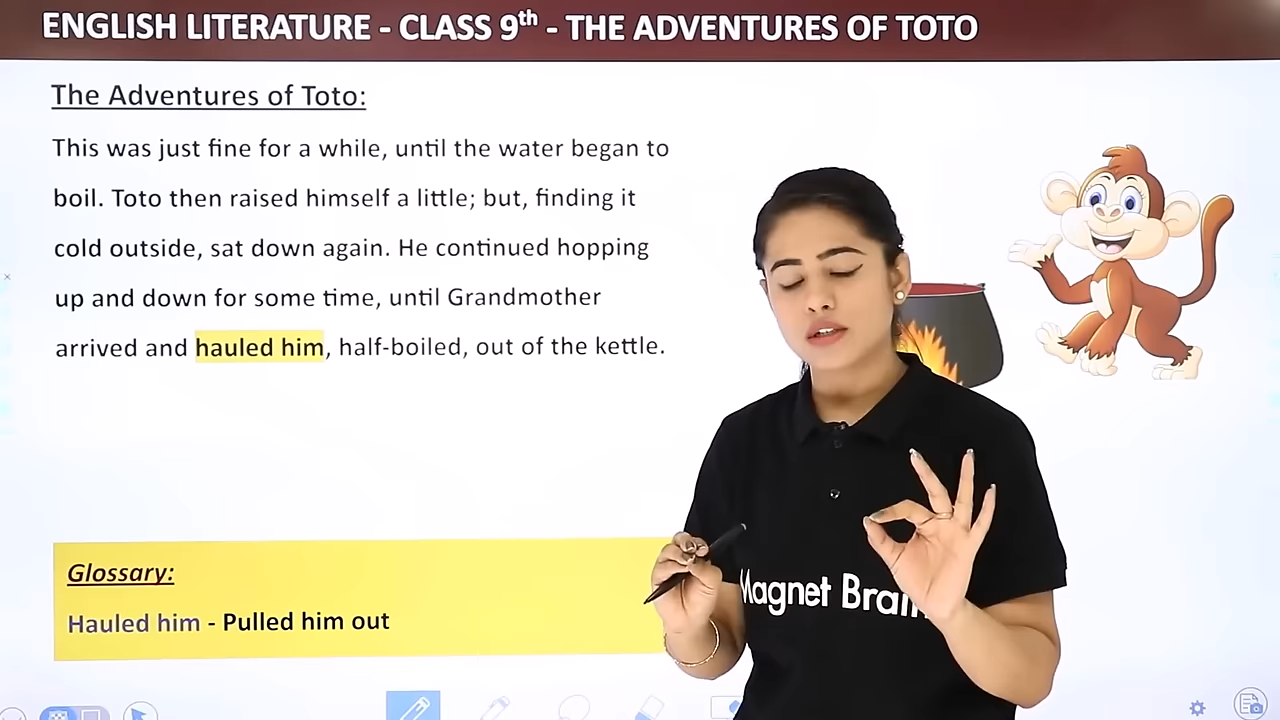 ENGLISH LITERATURE - CLASS 9th - THE ADVENTURES OF TOTO
The Adventures of Toto:
This was just fine for a while, until the water began to
boil. Toto then raised himself a little; but, finding it
cold outside, sat down again. He continued hopping
up and down for some time, until Grandmother
arrived and hauled him, half-boiled, out of the kettle.
Glossary:
Hauled him - Pulled him out
Magnet